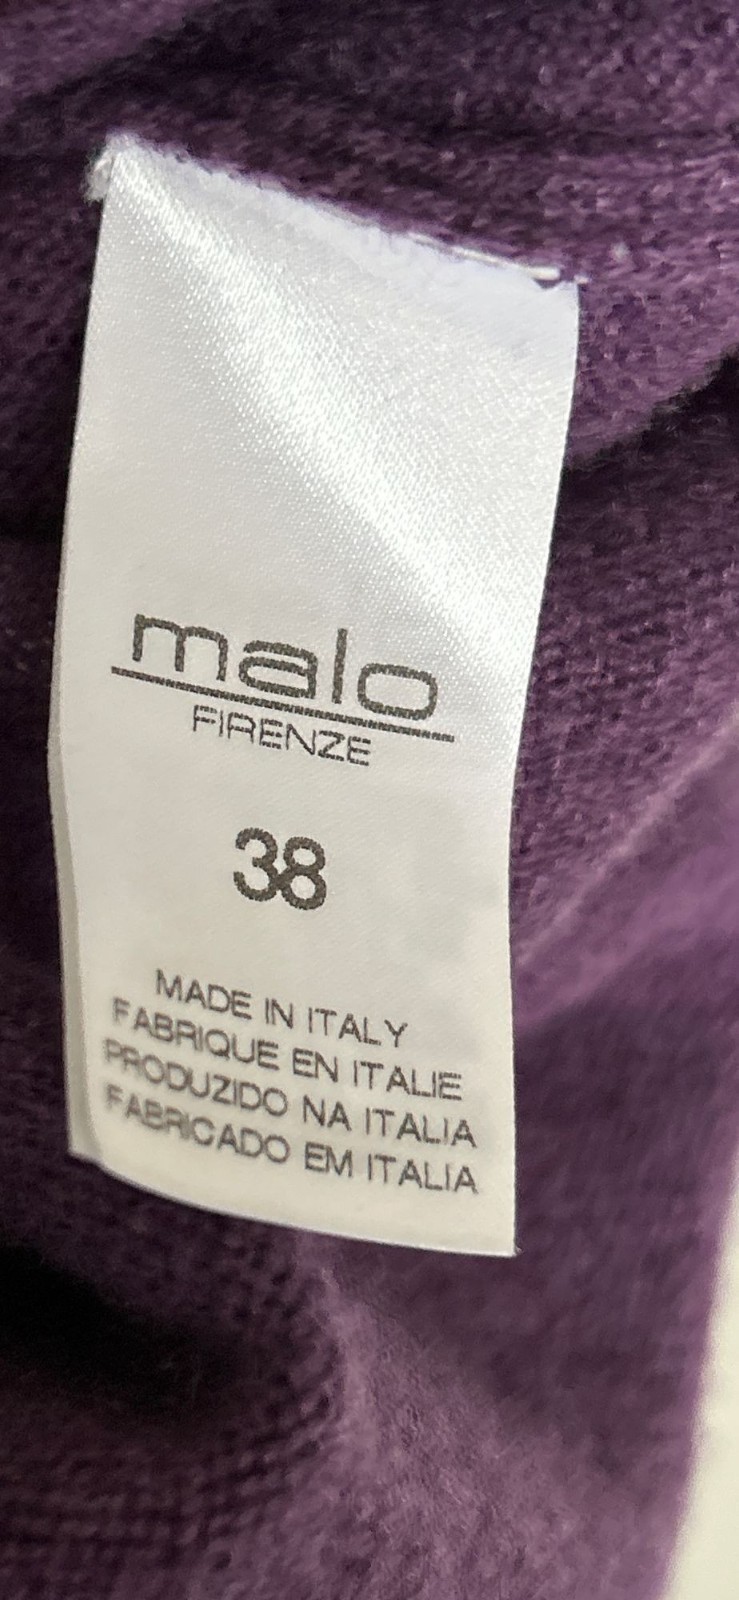 malo
FIRENZE
38
MADE IN ITALY
FABRIQUE EN ITALIE
PRODUZIDO NA ITALIA
FABRICADO EM ITALIA